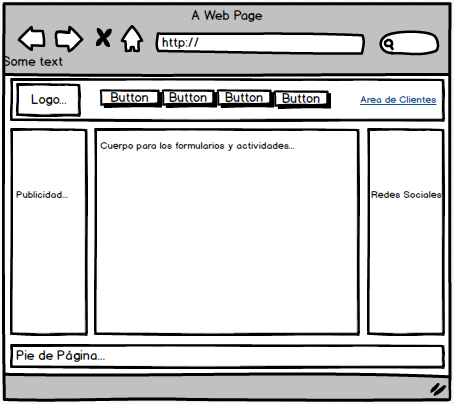 A Web Page
http://
Some text
Logo...
Button Button Button Button
Area de Clientes
Cuerpo para los formularios y actividades...
Publicidad...
Redes Sociales
Pie de Página...